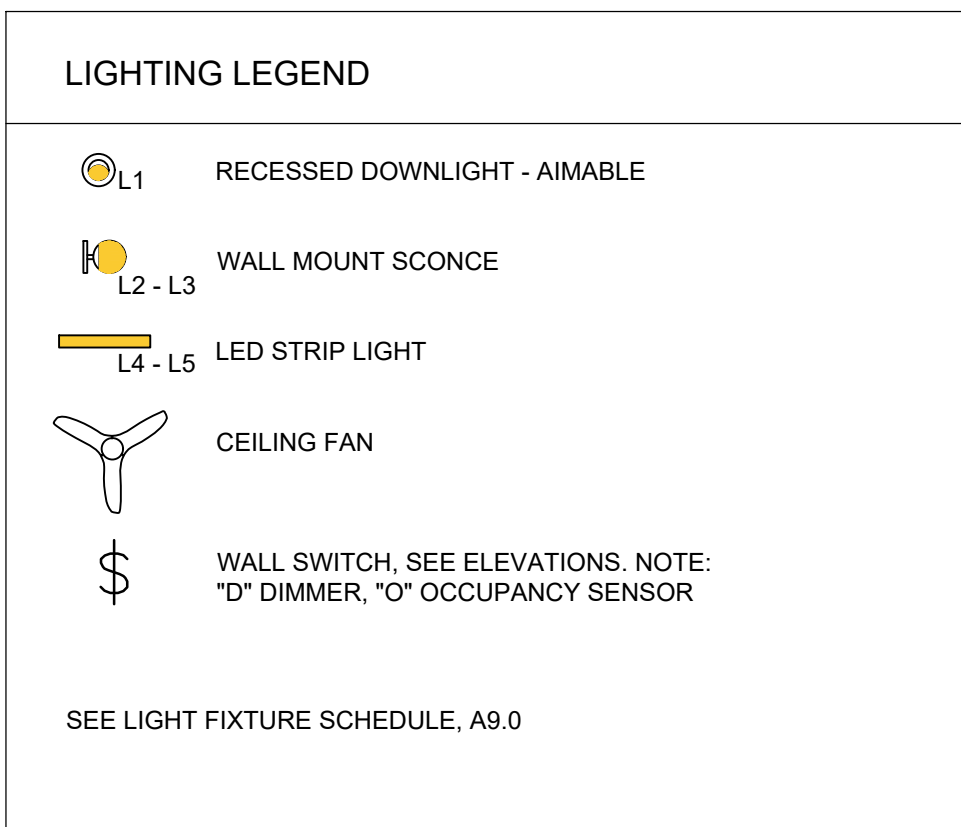 LIGHTING LEGEND
L1 RECESSED DOWNLIGHT - AIMABLE
L2 - L3 WALL MOUNT SCONCE
L4 - L5 LED STRIP LIGHT
CEILING FAN
$ WALL SWITCH, SEE ELEVATIONS. NOTE:
"D" DIMMER, "O" OCCUPANCY SENSOR
SEE LIGHT FIXTURE SCHEDULE, A9.0